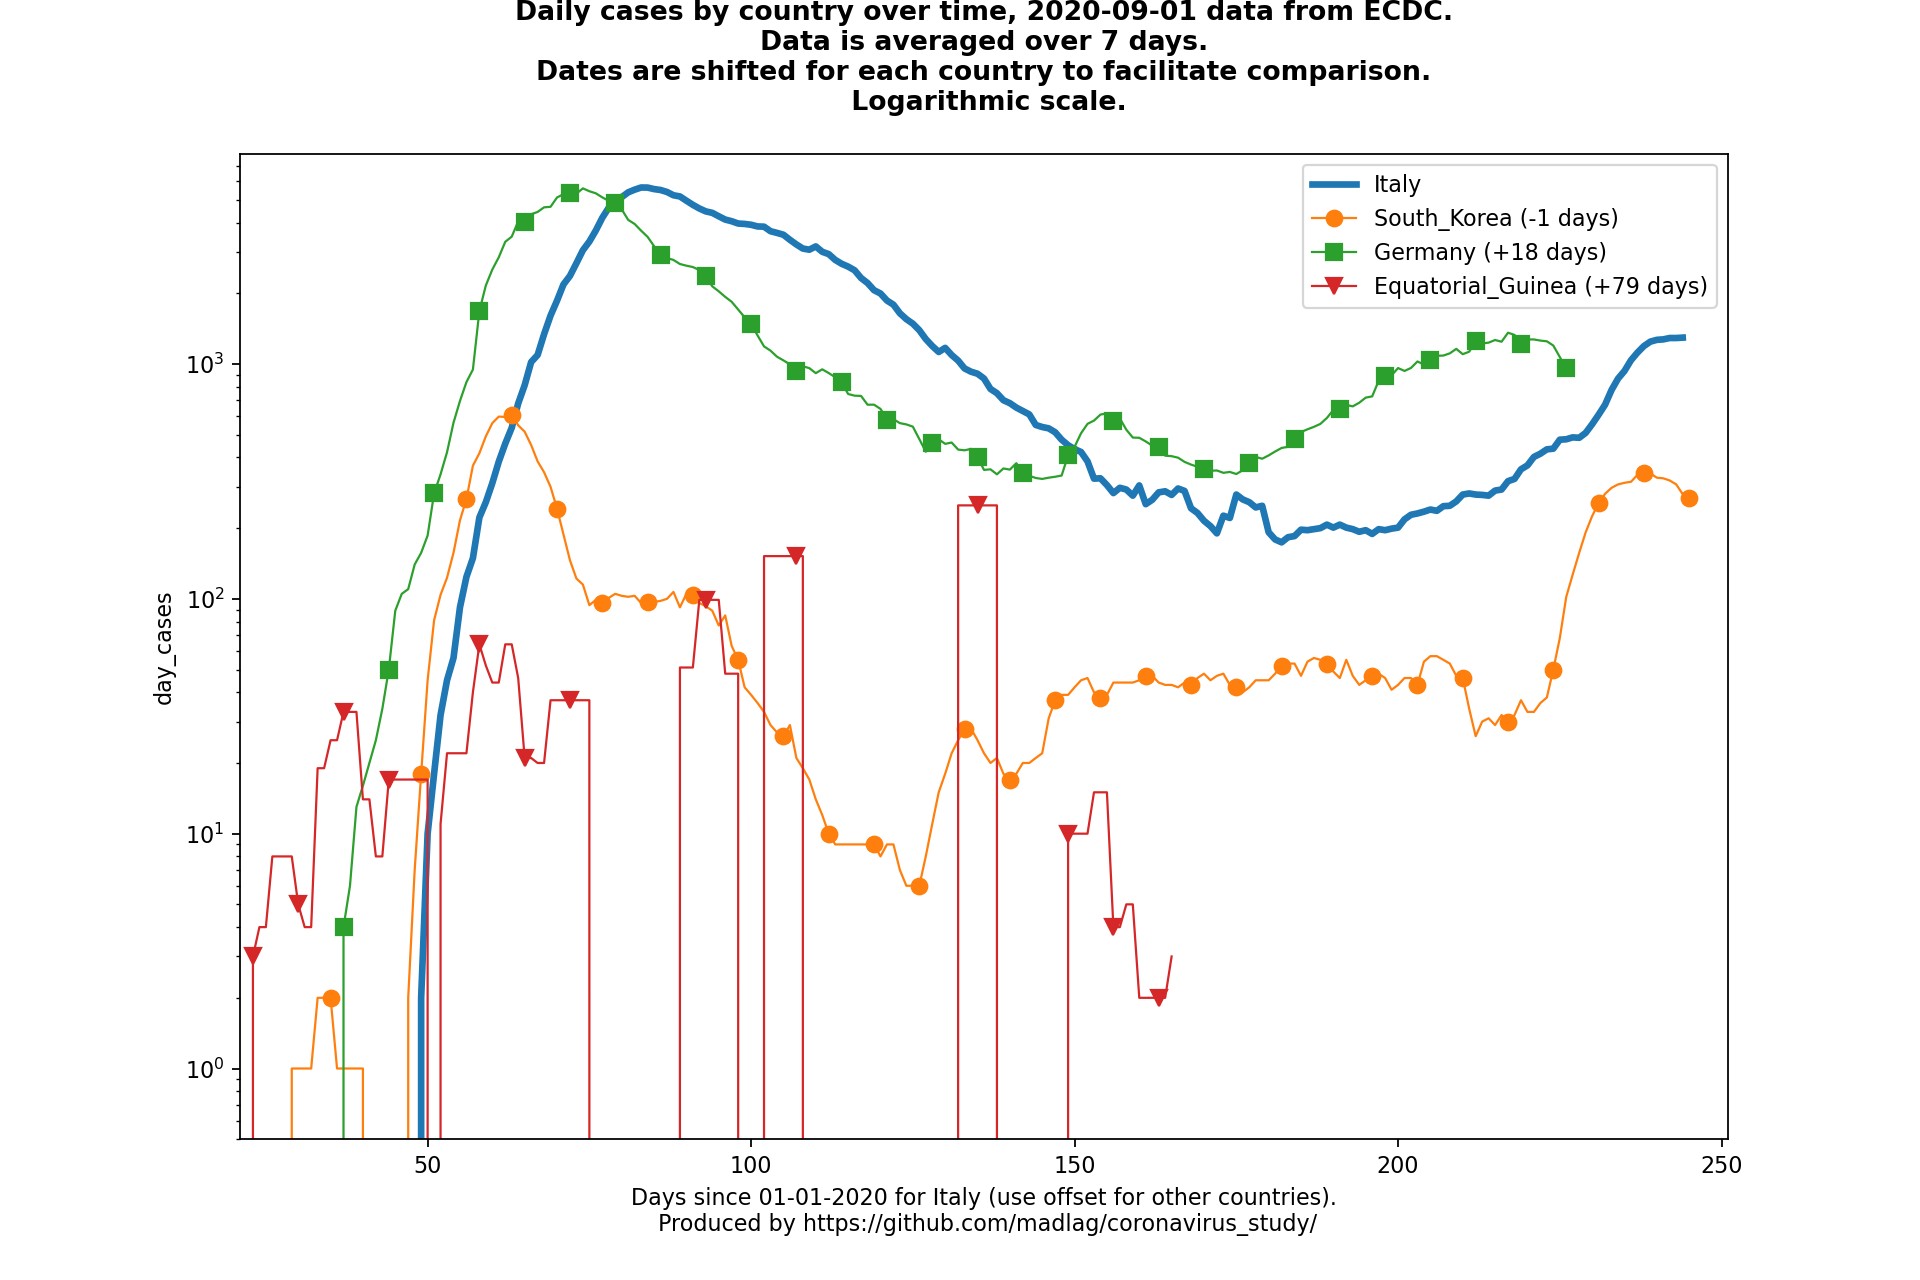 Daily cases by country over time, 2020-09-01 data from ECDC.
Data is averaged over 7 days.
Dates are shifted for each country to facilitate comparison.
Logarithmic scale.
Italy
South_Korea (-1 days)
Germany (+18 days)
Equatorial_Guinea (+79 days)
day_cases
10³
10²
10¹
10⁰
50
100
150
200
250
Days since 01-01-2020 for Italy (use offset for other countries).
Produced by https://github.com/madlag/coronavirus_study/